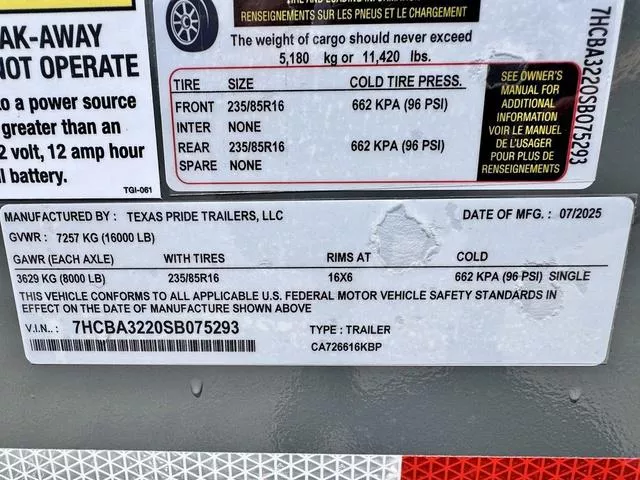 AK-AWAY
NOT OPERATE
to a power source
greater than an
2 volt, 12 amp hour
l battery.
TGI-061
RENSEIGNEMENTS SUR LES PNEUS ET LE CHARGEMENT
The weight of cargo should never exceed
5,180 kg or 11,420 lbs.
TIRE SIZE COLD TIRE PRESS.
FRONT 235/85R16 662 KPA (96 PSI)
INTER NONE
REAR 235/85R16 662 KPA (96 PSI)
SPARE NONE
SEE OWNER'S
MANUAL FOR
ADDITIONAL
INFORMATION
VOIR LE MANUEL
DE L'USAGER
POUR PLUS DE
RENSEIGNEMENTS
7HCBA3220SB075293
MANUFACTURED BY : TEXAS PRIDE TRAILERS, LLC DATE OF MFG. : 07/2025
GVWR : 7257 KG (16000 LB)
GAWR (EACH AXLE) WITH TIRES RIMS AT COLD
3629 KG (8000 LB) 235/85R16 16X6 662 KPA (96 PSI) SINGLE
THIS VEHICLE CONFORMS TO ALL APPLICABLE U.S. FEDERAL MOTOR VEHICLE SAFETY STANDARDS IN
EFFECT ON THE DATE OF MANUFACTURE SHOWN ABOVE
V.I.N.. : 7HCBA3220SB075293 TYPE : TRAILER
CA726616KBP